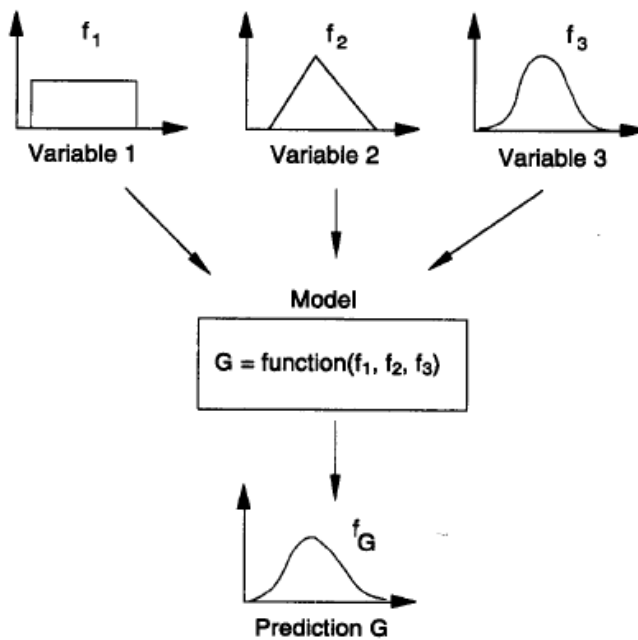 f1
f2
f3
Variable 1
Variable 2
Variable 3
Model
G = function(f1, f2, f3)
fG
Prediction G